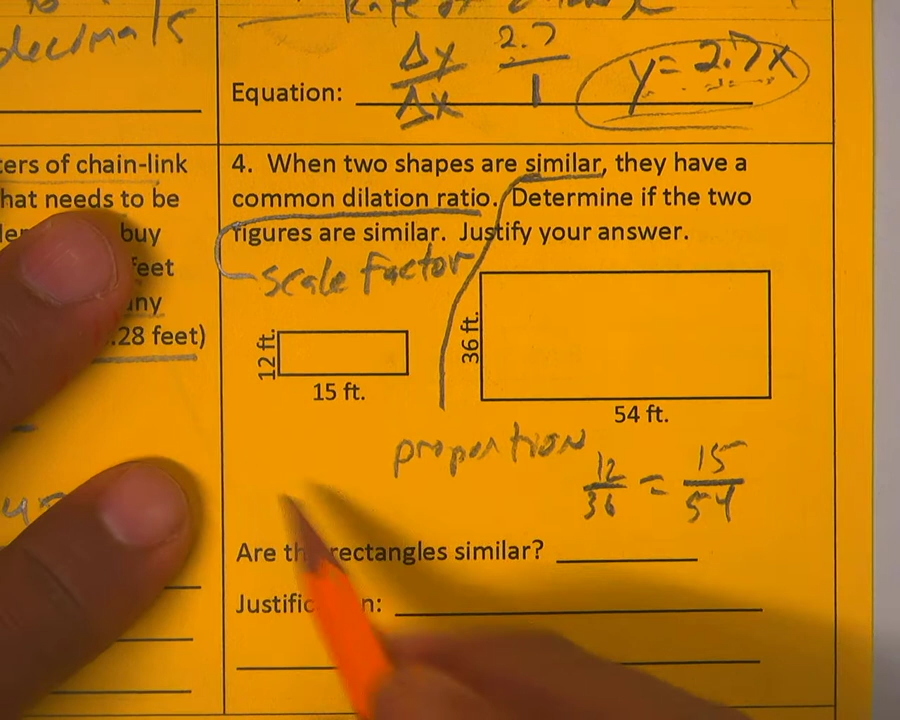 decimals
Δy
Δx
2.7
1
y = 2.7x
Equation:
ters of chain-link
hat needs to be
buy
feet
any
.28 feet)
4. When two shapes are similar, they have a
common dilation ratio. Determine if the two
figures are similar. Justify your answer.
scale factor
12 ft.
15 ft.
36 ft.
54 ft.
proportion
12/36 = 15/54
Are the rectangles similar?
Justific n: